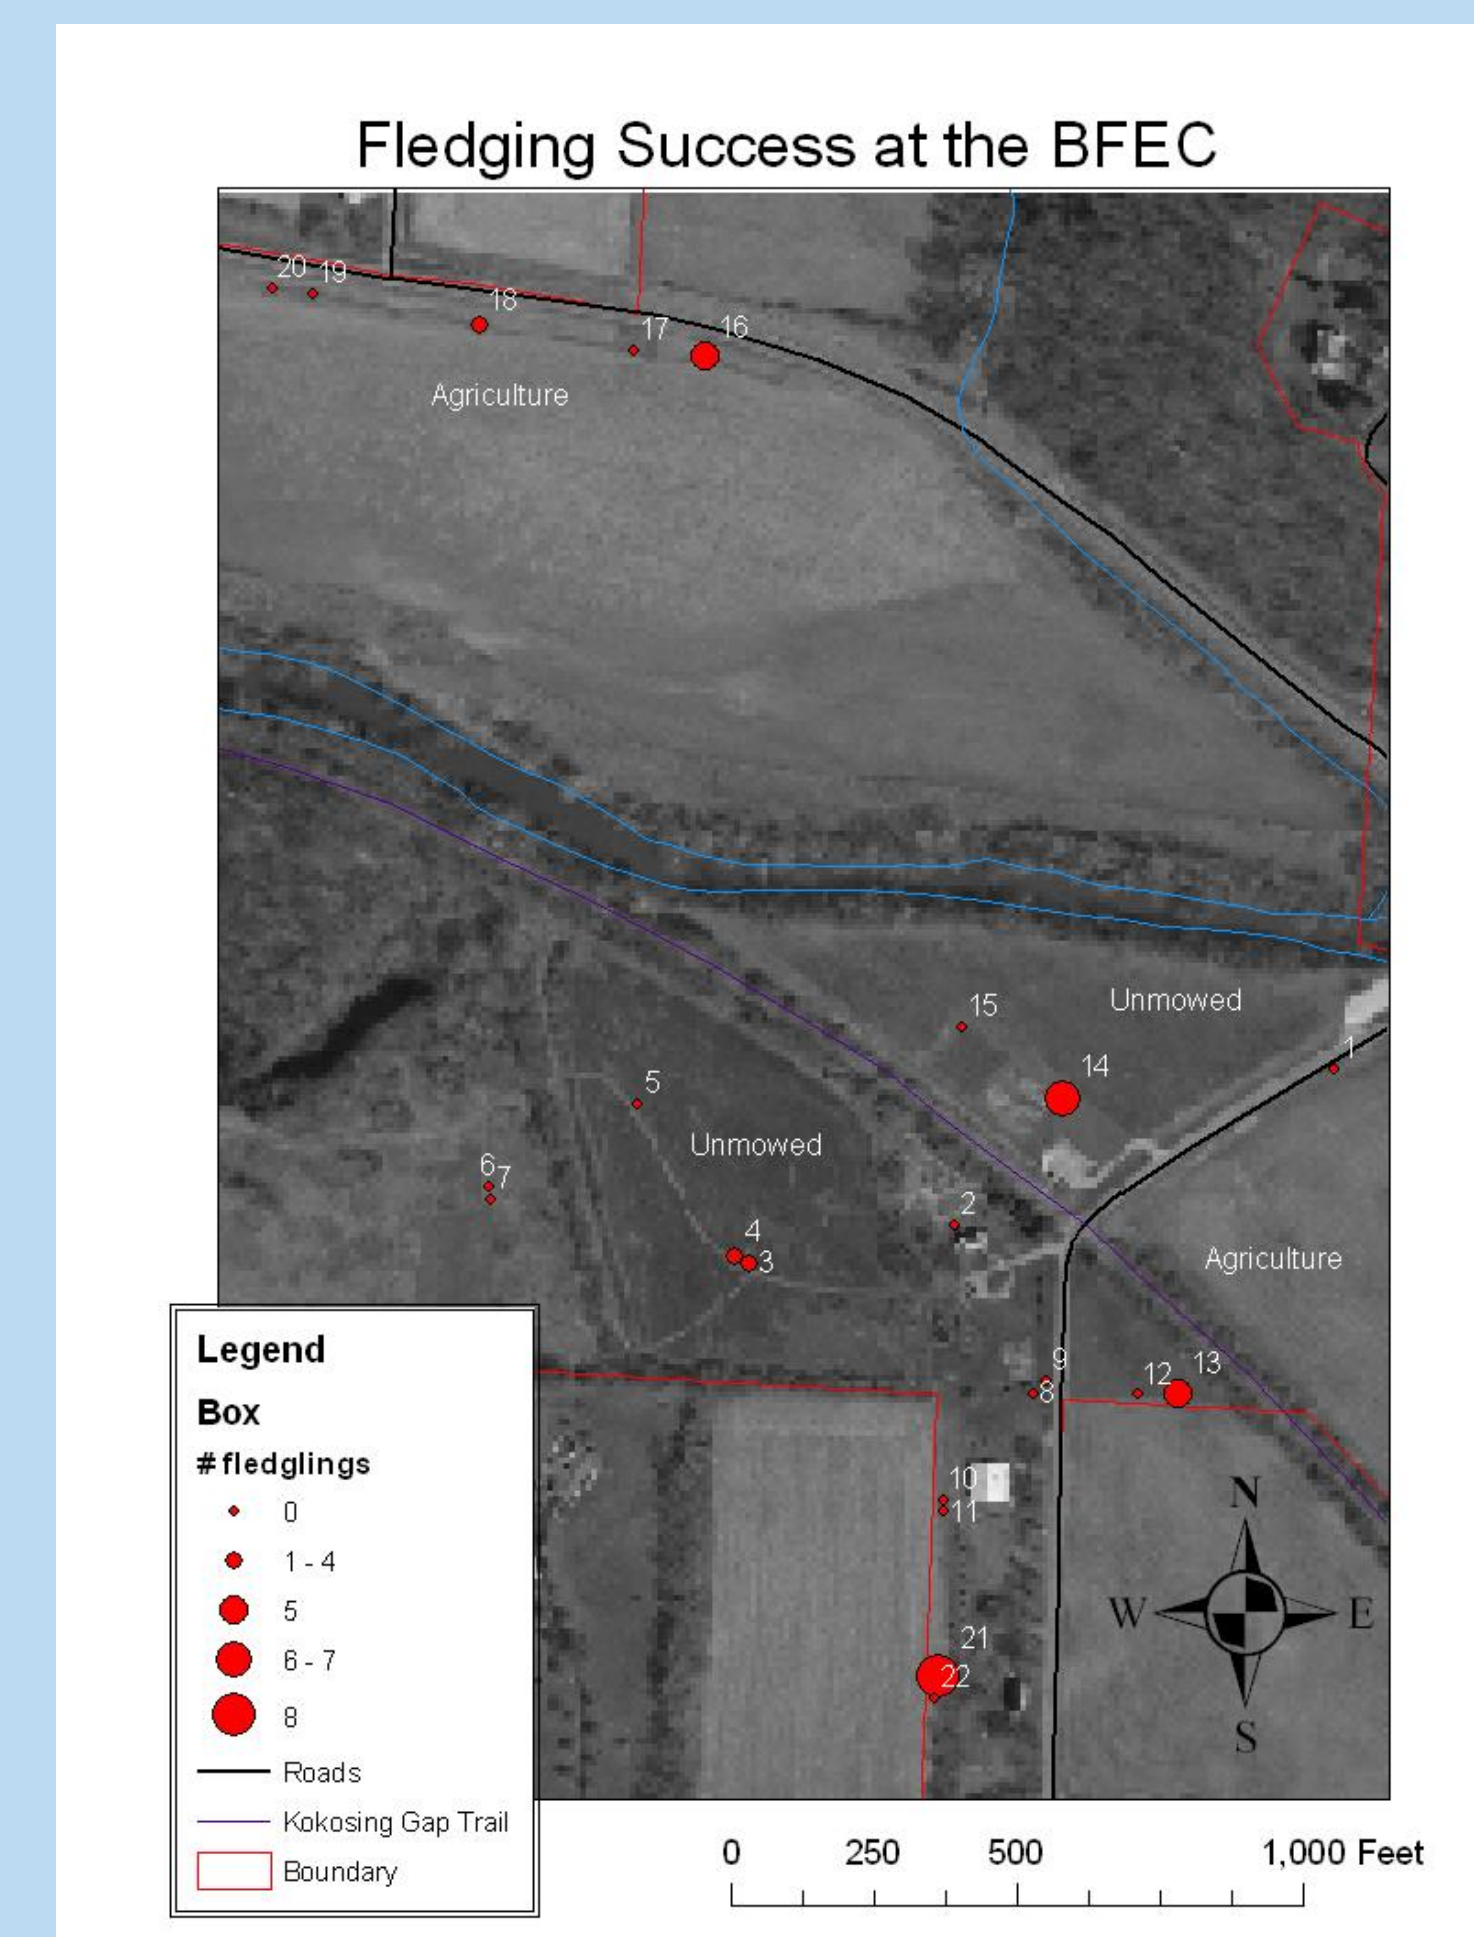 Fledging Success at the BFEC
20
19
18
17
16
Agriculture
15
Unmowed
14
1
5
Unmowed
6
7
2
4
3
Agriculture
9
8
12
13
10
11
21
22
N
W
E
S
Legend
Box
# fledglings
0
1 - 4
5
6 - 7
8
Roads
Kokosing Gap Trail
Boundary
0 250 500 1,000 Feet